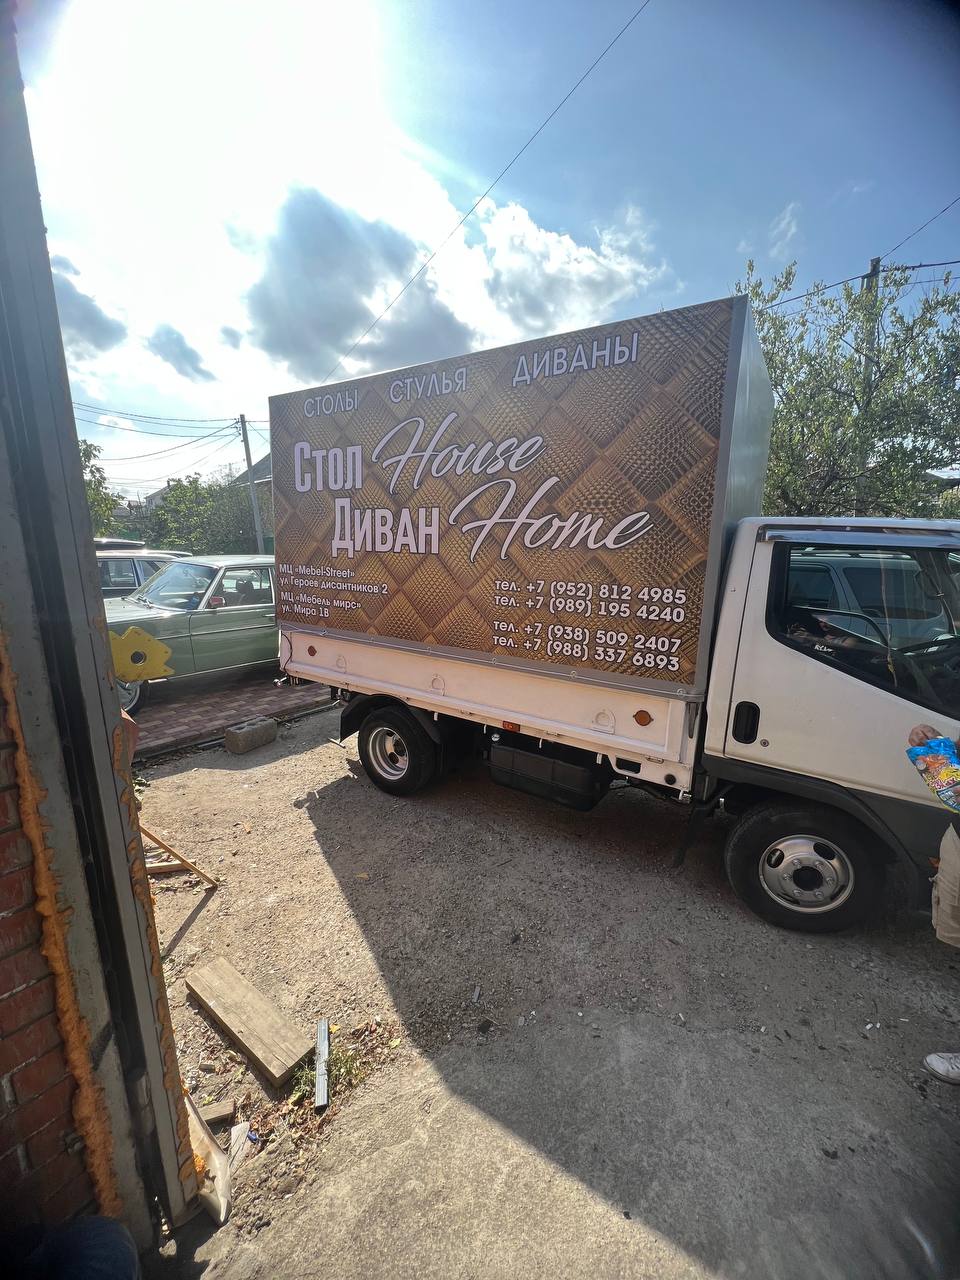 СТОЛЫ СТУЛЬЯ ДИВАНЫ
Стол House
Диван Home
МЦ «Mebel-Street»
ул Героев дисантников 2
МЦ «Мебель мирс»
ул. Мира 1В
тел. +7 (952) 812 4985
тел. +7 (989) 195 4240
тел. +7 (938) 509 2407
тел. +7 (988) 337 6893